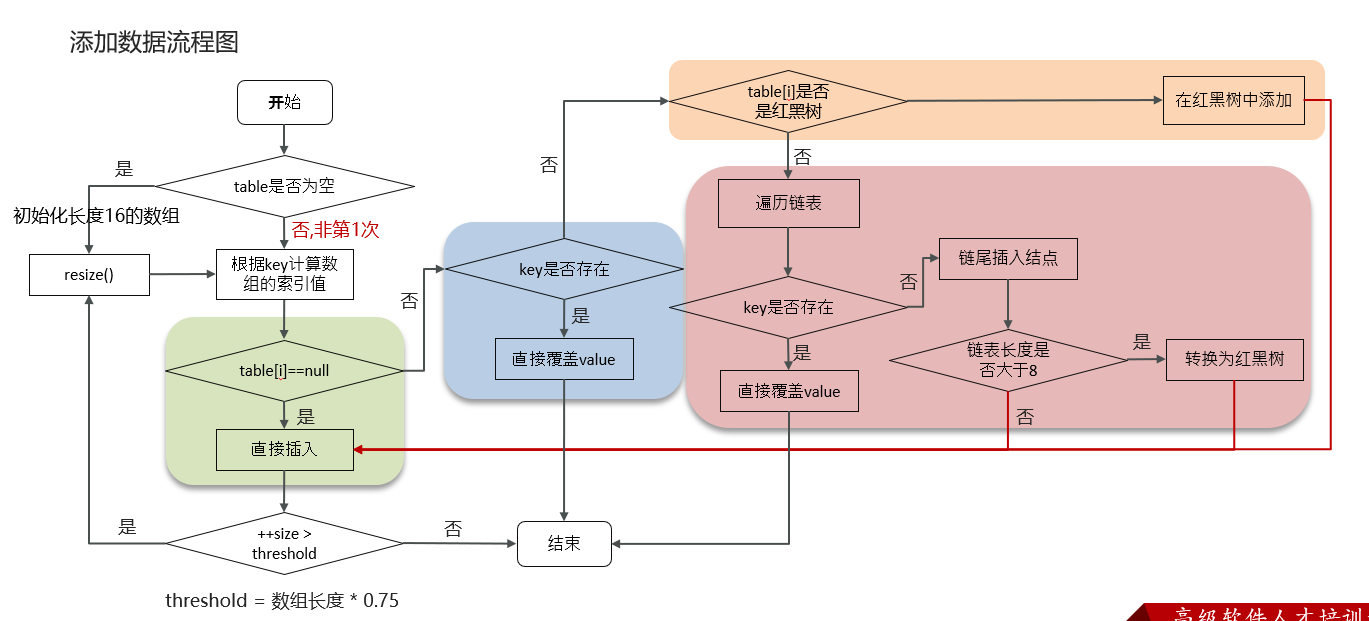 添加数据流程图
开始
是
table是否为空
初始化长度16的数组
否,非第1次
resize()
根据key计算数
组的索引值
否
table[i]==null
是
直接插入
是
++size >
threshold
否
threshold = 数组长度 * 0.75
否
key是否存在
是
直接覆盖value
结束
table[i]是否
是红黑树
在红黑树中添加
否
遍历链表
key是否存在
是
直接覆盖value
否
链尾插入结点
链表长度是
否大于8
是
转换为红黑树
否
高级软件人才培训